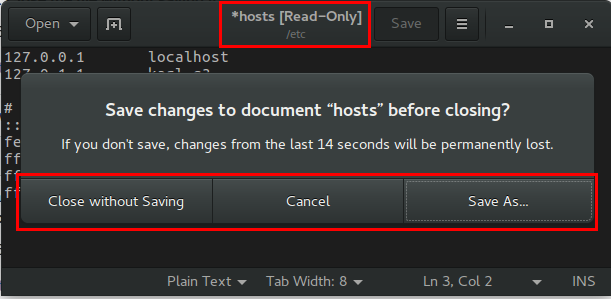 Open
*hosts [Read-Only]
/etc
Save
127.0.0.1 localhost
127.0.1.1
#
::
fe
ff
ff
ff
Save changes to document “hosts” before closing?
If you don't save, changes from the last 14 seconds will be permanently lost.
Close without Saving
Cancel
Save As...
Plain Text
Tab Width: 8
Ln 3, Col 2
INS